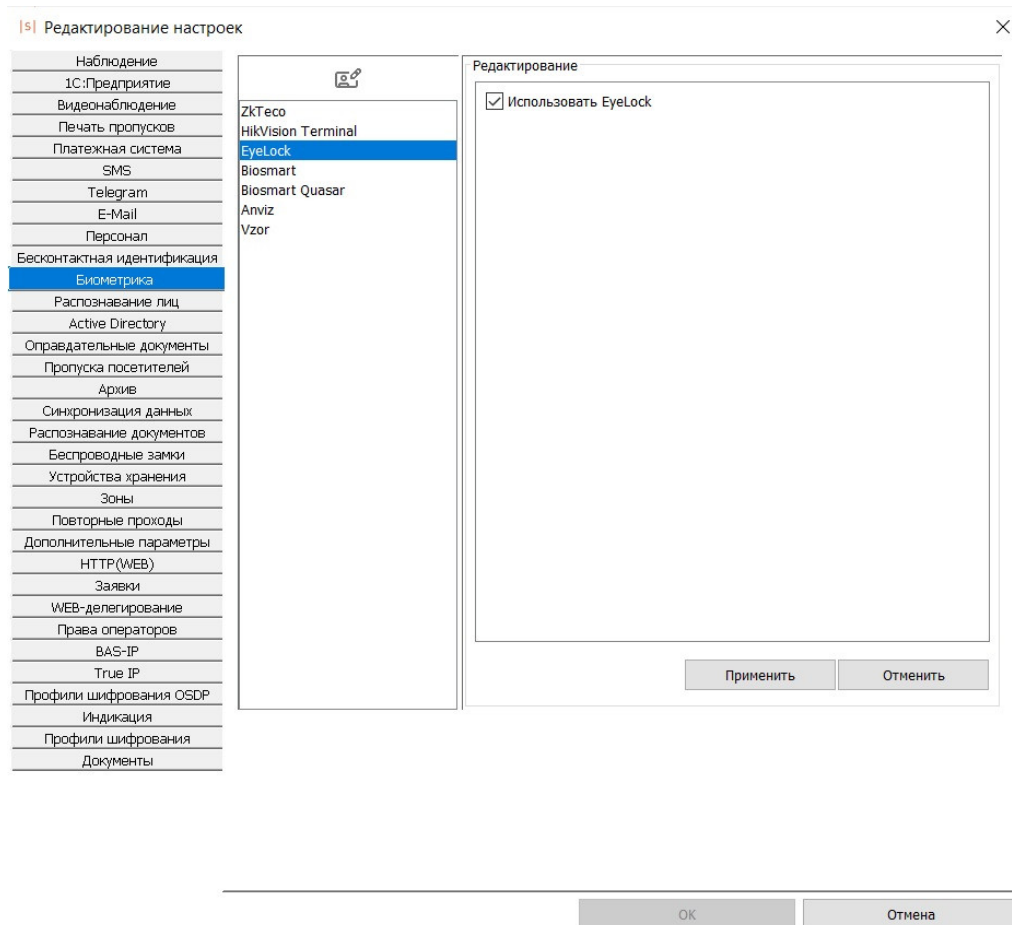 |s| Редактирование настроек
Наблюдение
1С:Предприятие
Видеонаблюдение
Печать пропусков
Платежная система
SMS
Telegram
E-Mail
Персонал
Бесконтактная идентификация
Биометрика
Распознавание лиц
Active Directory
Оправдательные документы
Пропуска посетителей
Архив
Синхронизация данных
Распознавание документов
Беспроводные замки
Устройства хранения
Зоны
Повторные проходы
Дополнительные параметры
HTTP(WEB)
Заявки
WEB-делегирование
Права операторов
BAS-IP
True IP
Профили шифрования OSDP
Индикация
Профили шифрования
Документы
ZkTeco
HikVision Terminal
EyeLock
Biosmart
Biosmart Quasar
Anviz
Vzor
Редактирование
Использовать EyeLock
Применить
Отменить
OK
Отмена